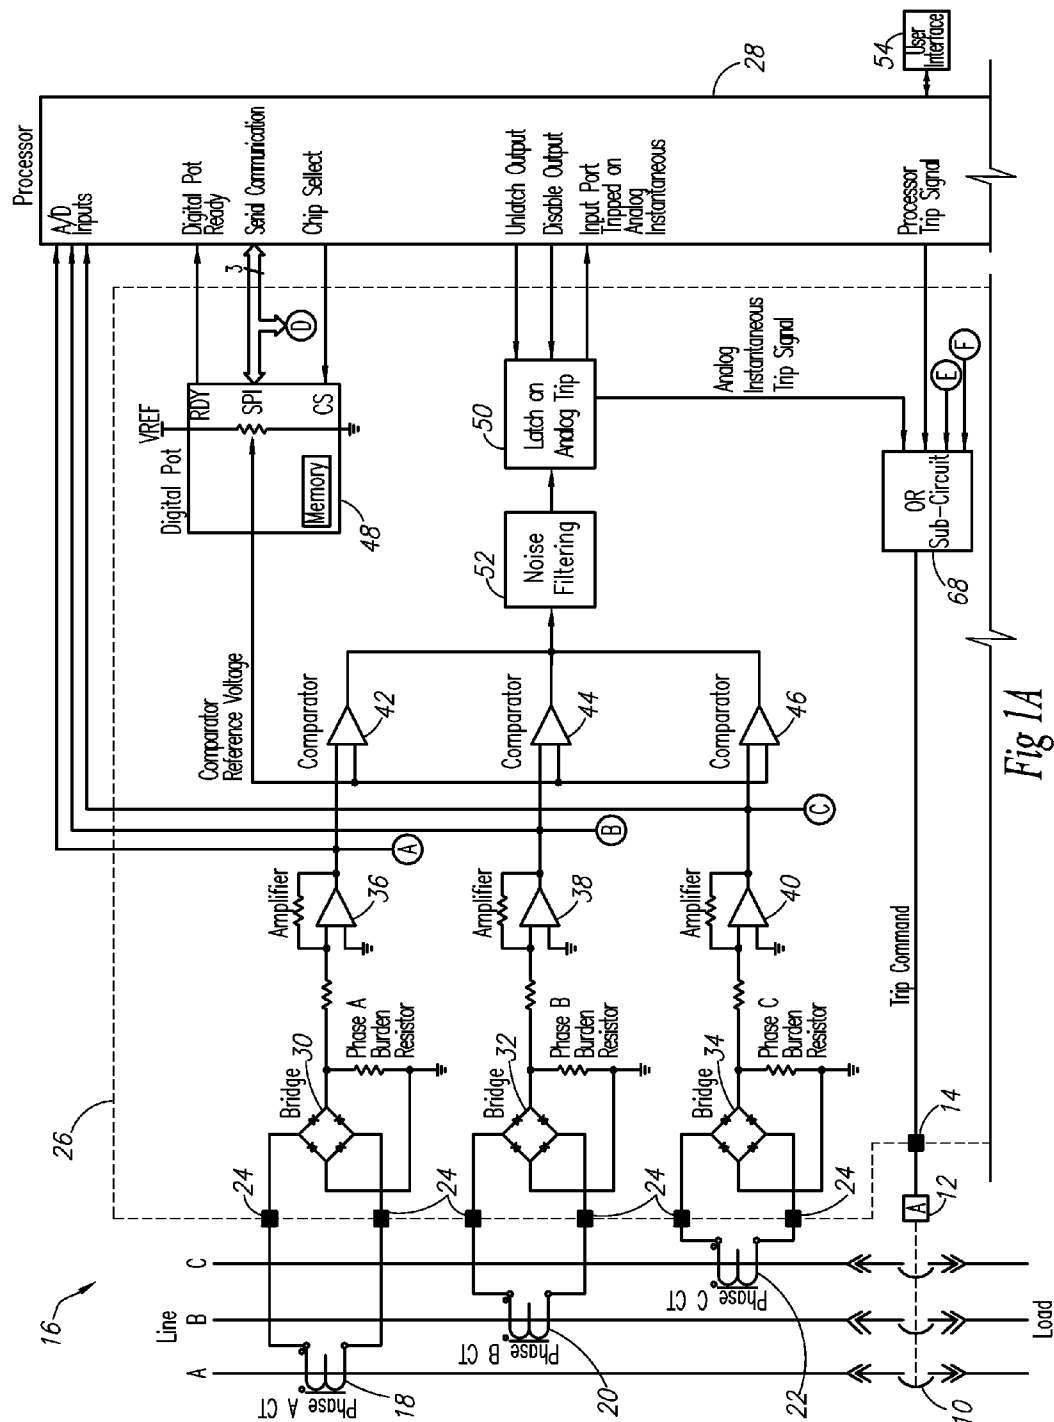 Processor
A/D
Inputs
Digital Pot
Ready
Serial Communication
Chip Sellect
Unlatch Output
Disable Output
Input Port
Tripped on
Analog
Instantaneous
Processor
Trip Signal
28
54
User
Interface
26
3
D
VREF
Digital Pot
RDY
SPI
CS
Memory
48
Comparator
Reference Voltage
Comparator
42
Comparator
44
Comparator
46
52
Noise
Filtering
50
Latch on
Analog Trip
Analog
Instantaneous
Trip Signal
E
F
OR
Sub-Circuit
68
A
B
C
Amplifier
36
Amplifier
38
Amplifier
40
Phase A
Burden
Resistor
Phase B
Burden
Resistor
Phase C
Burden
Resistor
Bridge
30
Bridge
32
Bridge
34
Trip Command
24
24
24
24
14
A
12
16
Line
C
B
A
Phase A CT
18
Phase B CT
20
Phase C CT
22
10
Load
Fig 1A